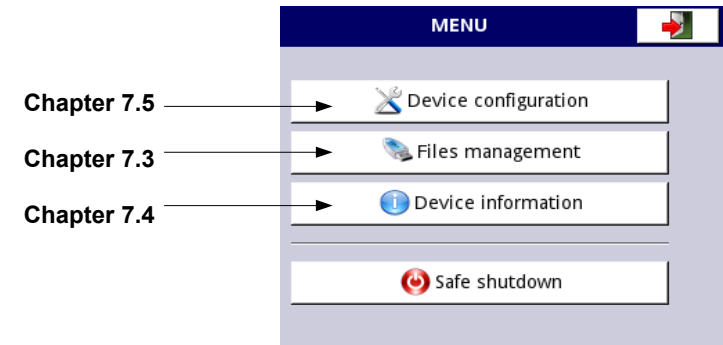 MENU
Chapter 7.5
Device configuration
Chapter 7.3
Files management
Chapter 7.4
Device information
Safe shutdown